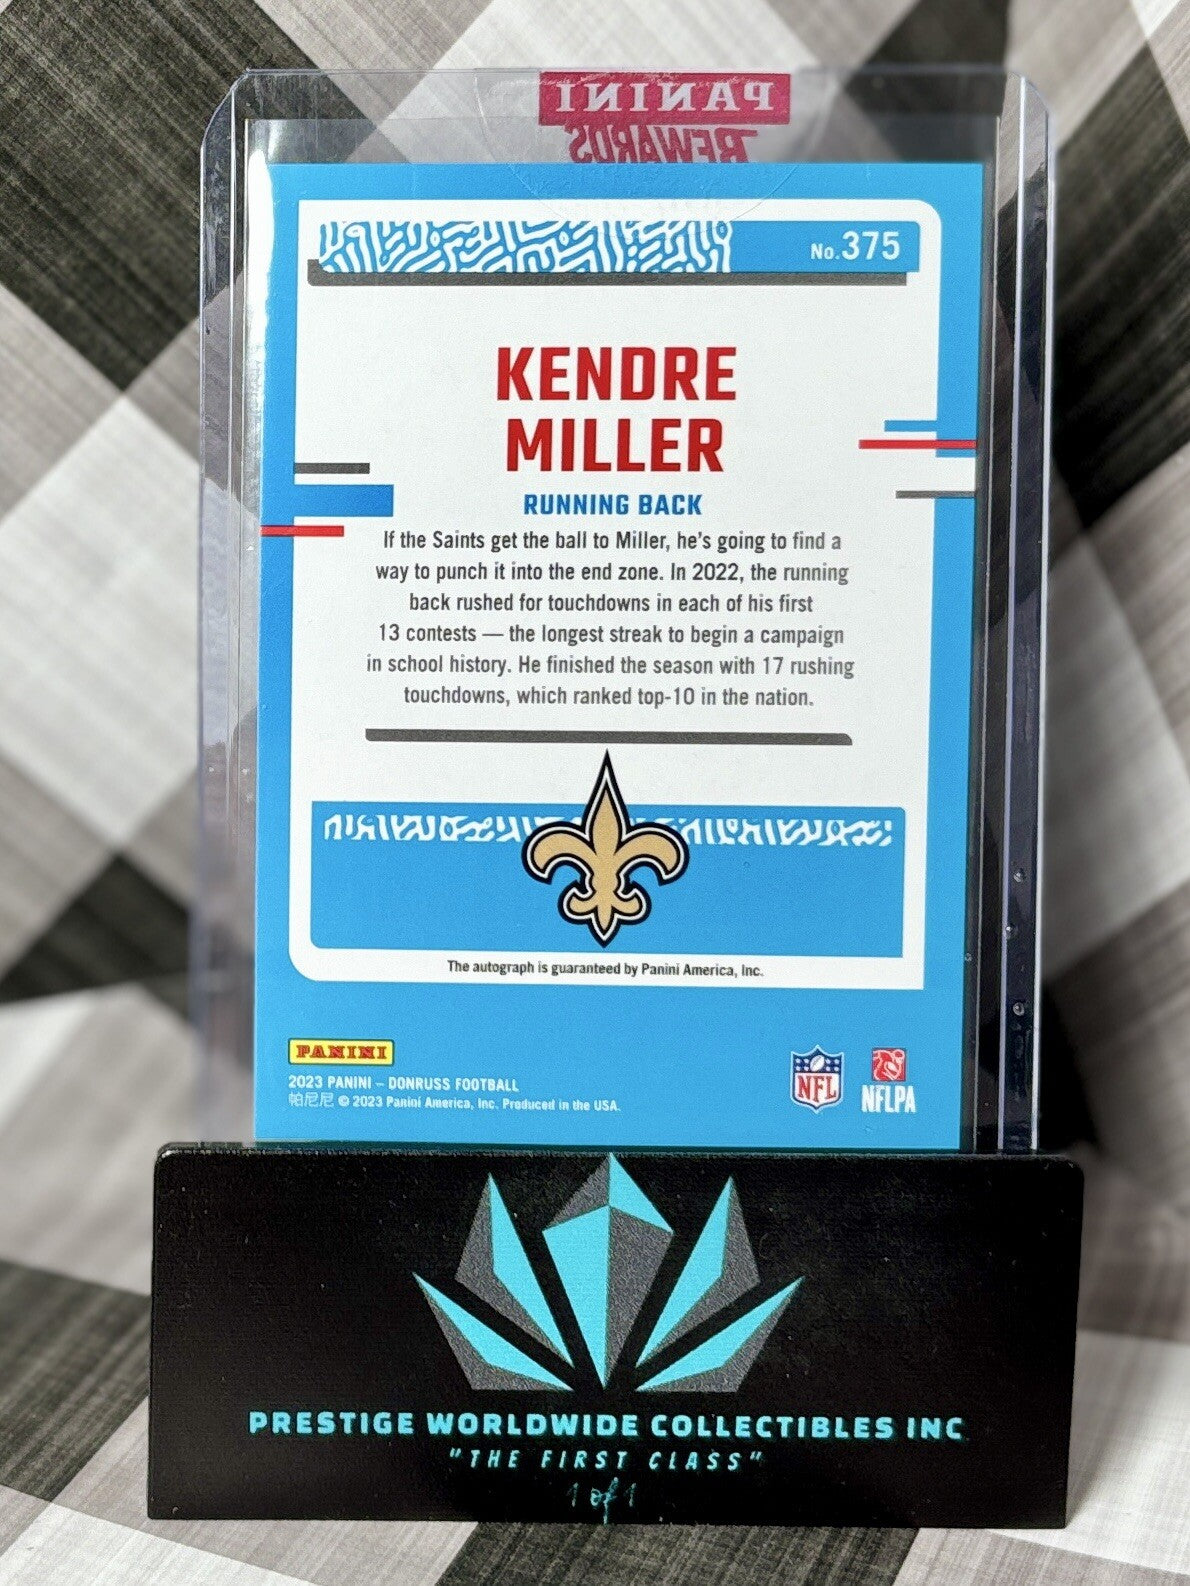 PANINI
REWARDS
No.375
KENDRE
MILLER
RUNNING BACK
If the Saints get the ball to Miller, he's going to find a
way to punch it into the end zone. In 2022, the running
back rushed for touchdowns in each of his first
13 contests — the longest streak to begin a campaign
in school history. He finished the season with 17 rushing
touchdowns, which ranked top-10 in the nation.
The autograph is guaranteed by Panini America, Inc.
PANINI
2023 PANINI – DONRUSS FOOTBALL
帕尼尼 © 2023 Panini America, Inc. Produced in the USA.
NFL
NFLPA
PRESTIGE WORLDWIDE COLLECTIBLES INC
"THE FIRST CLASS"
1 of 1